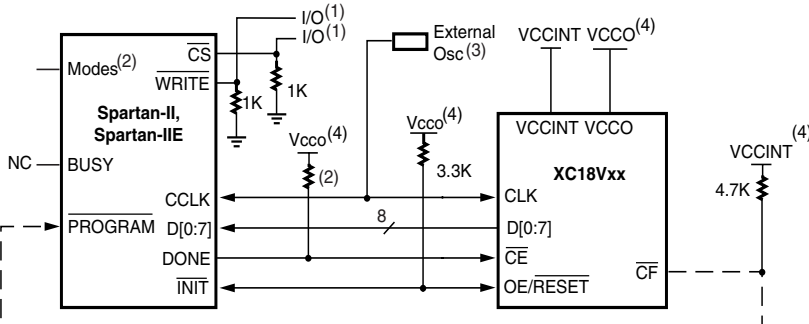 I/O(1)
I/O(1)
CS
Modes(2)
WRITE
1K
1K
Spartan-II,
Spartan-IIE
NC
BUSY
CCLK
PROGRAM
D[0:7]
DONE
INIT
External
Osc(3)
Vcco(4)
(2)
Vcco(4)
3.3K
8
VCCINT VCCO(4)
VCCINT VCCO
XC18Vxx
CLK
D[0:7]
CE
CF
OE/RESET
(4)
VCCINT
4.7K